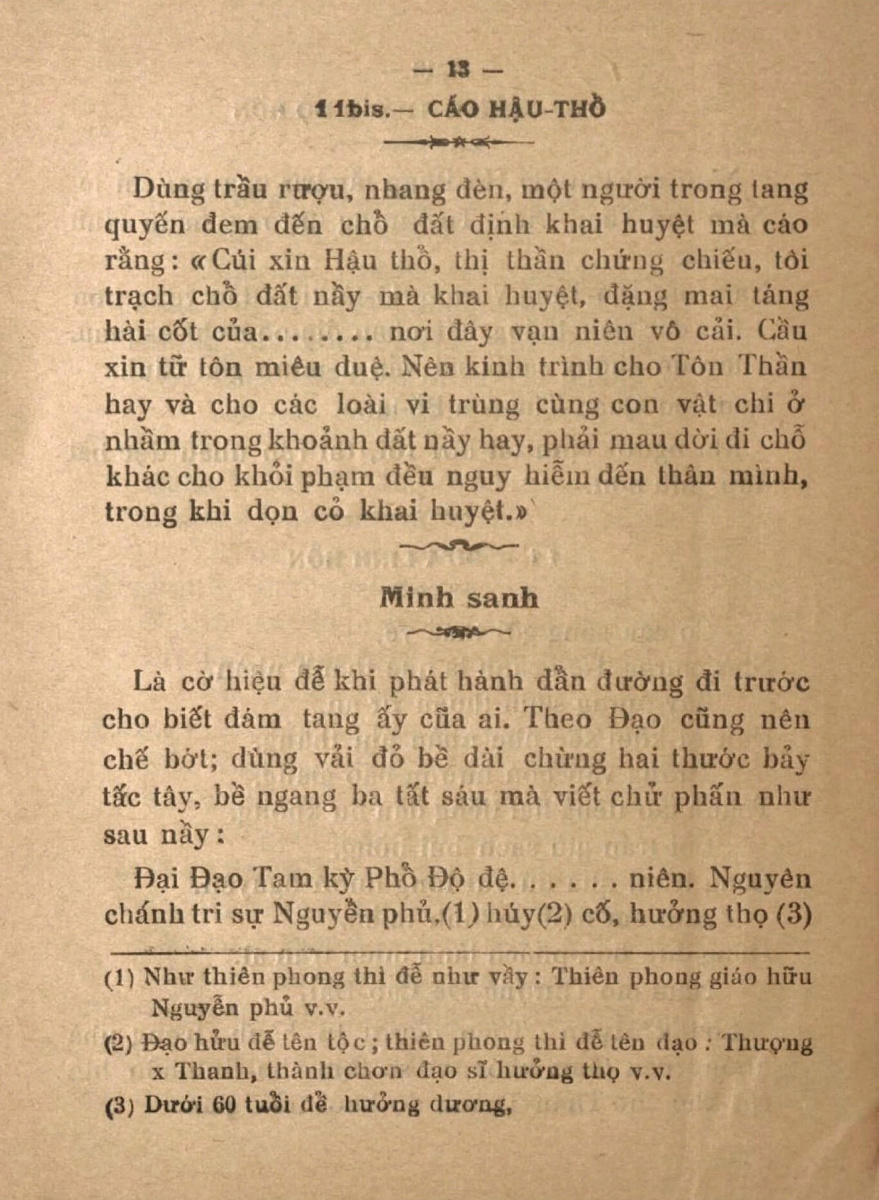 — 13 —
11bis.— CÁO HẬU-THỔ
Dùng trầu rượu, nhang đèn, một người trong tang
quyến đem đến chỗ đất định khai huyệt mà cáo
rằng: «Cúi xin Hậu thổ, thị thần chứng chiếu, tôi
trạch chỗ đất nầy mà khai huyệt, đặng mai táng
hài cốt của........ nơi đây vạn niên vô cải. Cầu
xin tữ tôn miêu duệ. Nên kính trình cho Tôn Thần
hay và cho các loài vi trùng cùng con vật chi ở
nhầm trong khoảnh đất nầy hay, phải mau dời đi chỗ
khác cho khỏi phạm đều nguy hiễm đến thân mình,
trong khi dọn cỏ khai huyệt.»
Minh sanh
Là cờ hiệu để khi phát hành dẫn đường đi trước
cho biết đám tang ấy cũa ai. Theo Đạo cũng nên
chế bớt; dùng vải đỏ bề dài chừng hai thước bảy
tấc tây, bề ngang ba tất sáu mà viết chử phấn như
sau nầy:
Đại Đạo Tam kỳ Phổ Độ đệ...... niên. Nguyên
chánh tri sự Nguyễn phủ,(1) húy(2) cố, hưởng thọ (3)
(1) Như thiên phong thì để như vầy: Thiên phong giáo hữu
Nguyễn phủ v.v.
(2) Đạo hửu để tên tộc; thiên phong thì để tên đạo: Thượng
x Thanh, thành chơn đạo sĩ hưởng thọ v.v.
(3) Dưới 60 tuổi để hưởng dương,